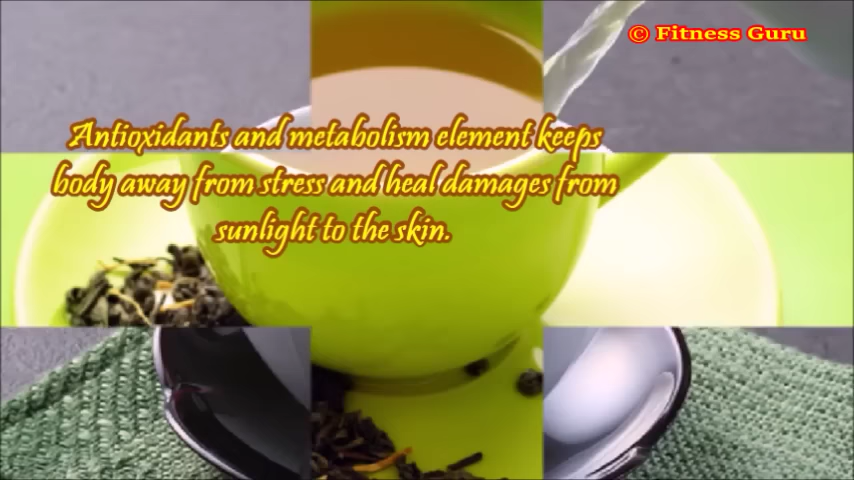 © Fitness Guru
Antioxidants and metabolism element keeps
body away from stress and heal damages from
sunlight to the skin.